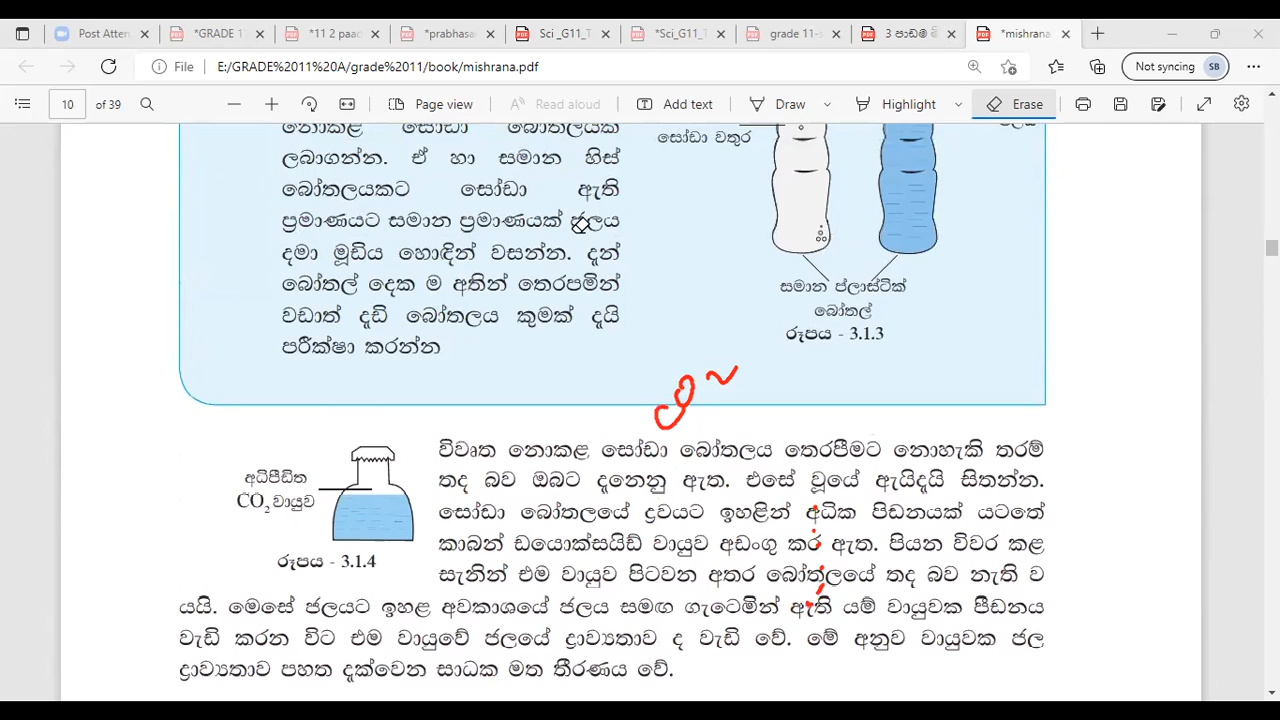 Post Atten
*GRADE 1
*11 2 paad
*prabhasa
Sci _G11_T
*Sci_G11_T
grade 11-s
3 පාඩම
*mishrana.
File E:/GRADE%2011%20A/grade%2011/book/mishrana.pdf
Not syncing SB
10 of 39
Page view
Read aloud
Add text
Draw
Highlight
Erase
නොකළ සෝඩා බෝතලයක්
ලබාගන්න. ඒ හා සමාන හිස්
බෝතලයකට සෝඩා ඇති
ප්‍රමාණයට සමාන ප්‍රමාණයක් ජලය
දමා මූඩිය හොඳින් වසන්න. දැන්
බෝතල් දෙක ම අතින් තෙරපමින්
වඩාත් දැඩි බෝතලය කුමක් දැයි
පරීක්ෂා කරන්න
සෝඩා වතුර
සමාන ප්ලාස්ටික්
බෝතල්
රූපය - 3.1.3
CO2
අධිපීඩිත
CO2 වායුව
රූපය - 3.1.4
විවෘත නොකළ සෝඩා බෝතලය තෙරපීමට නොහැකි තරම්
තද බව ඔබට දැනෙනු ඇත. එසේ වූයේ ඇයිදැයි සිතන්න.
සෝඩා බෝතලයේ ද්‍රවයට ඉහළින් අධික පීඩනයක් යටතේ
කාබන් ඩයොක්සයිඩ් වායුව අඩංගු කර ඇත. පියන විවර කළ
සැනින් එම වායුව පිටවන අතර බෝතලයේ තද බව නැති ව
යයි. මෙසේ ජලයට ඉහළ අවකාශයේ ජලය සමඟ ගැටෙමින් ඇති යම් වායුවක පීඩනය
වැඩි කරන විට එම වායුවේ ජලයේ ද්‍රාව්‍යතාව ද වැඩි වේ. මේ අනුව වායුවක ජල
ද්‍රාව්‍යතාව පහත දැක්වෙන සාධක මත තීරණය වේ.